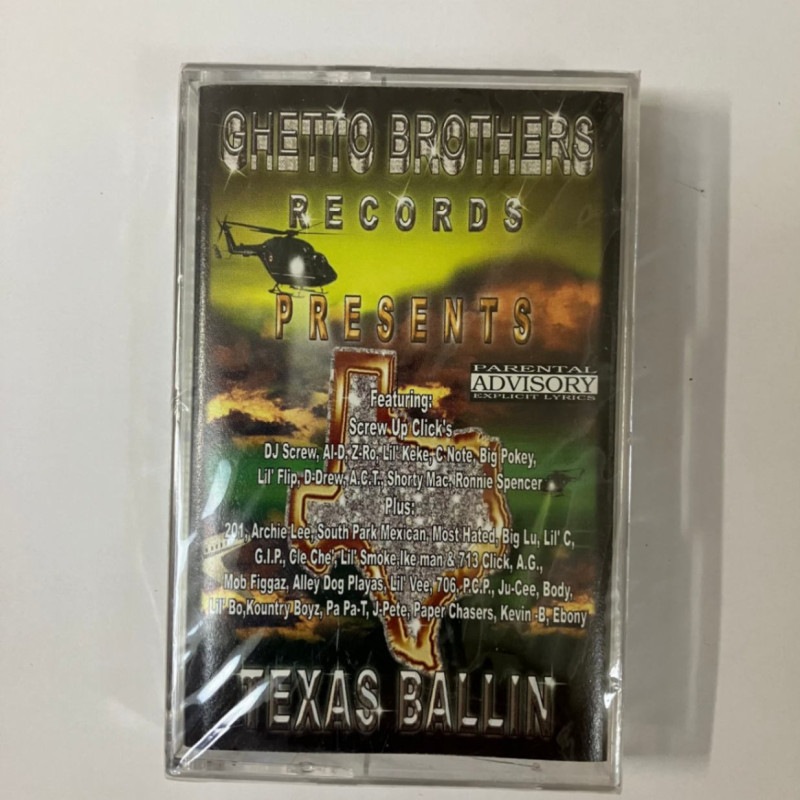 GHETTO BROTHERS
RECORDS
PRESENTS
PARENTAL
ADVISORY
EXPLICIT LYRICS
Featuring:
Screw Up Click's
DJ Screw, Al-D, Z-Ro, Lil' Keke, C Note, Big Pokey,
Lil' Flip, D-Drew, A.C.T., Shorty Mac, Ronnie Spencer
Plus:
201, Archie Lee, South Park Mexican, Most Hated, Big Lu, Lil' C,
G.I.P, Cle Che', Lil' Smoke, Ike man & 713 Click, A.G.,
Mob Figgaz, Alley Dog Playas, Lil' Vee, 706, P.C.P., Ju-Cee, Body,
Lil' Bo, Kountry Boyz, Pa Pa-T, J-Pete, Paper Chasers, Kevin -B, Ebony
TEXAS BALLIN